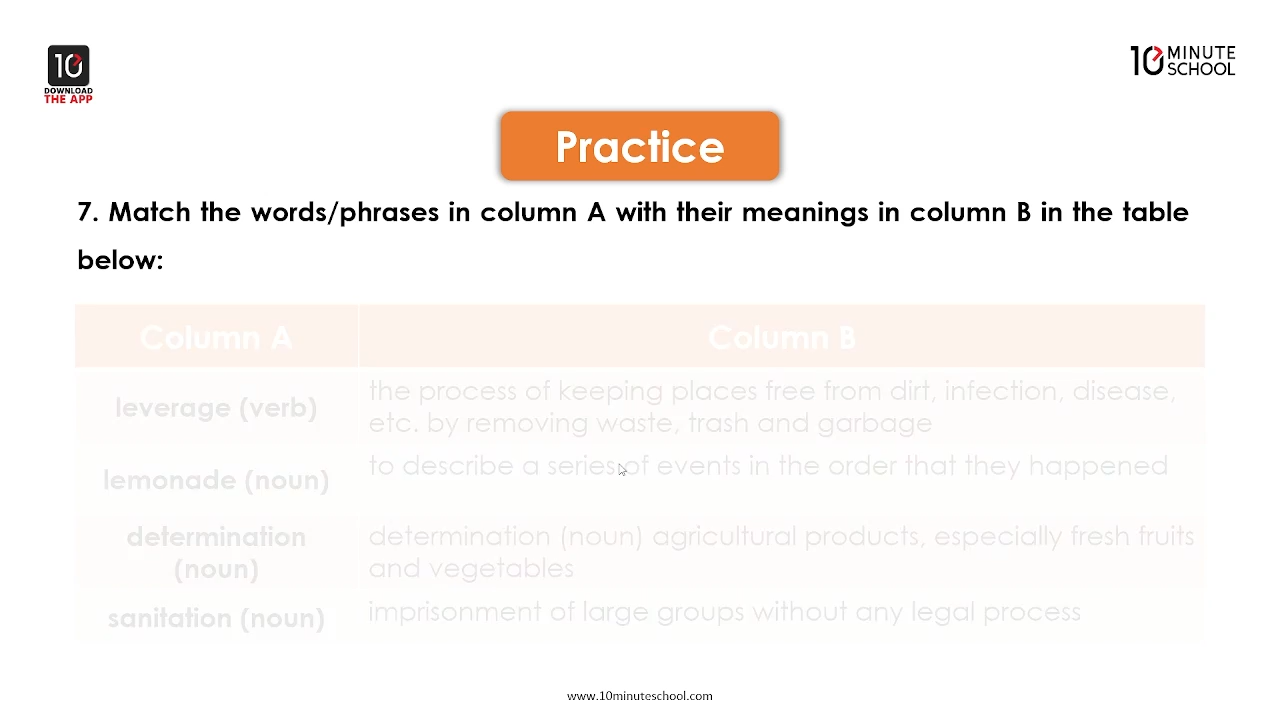 10
DOWNLOAD
THE APP
10 MINUTE
SCHOOL
Practice
7. Match the words/phrases in column A with their meanings in column B in the table
below:
Column A
Column B
leverage (verb)
the process of keeping places free from dirt, infection, disease,
etc. by removing waste, trash and garbage
lemonade (noun)
to describe a series of events in the order that they happened
determination
(noun)
determination (noun) agricultural products, especially fresh fruits
and vegetables
sanitation (noun)
imprisonment of large groups without any legal process
www.10minuteschool.com